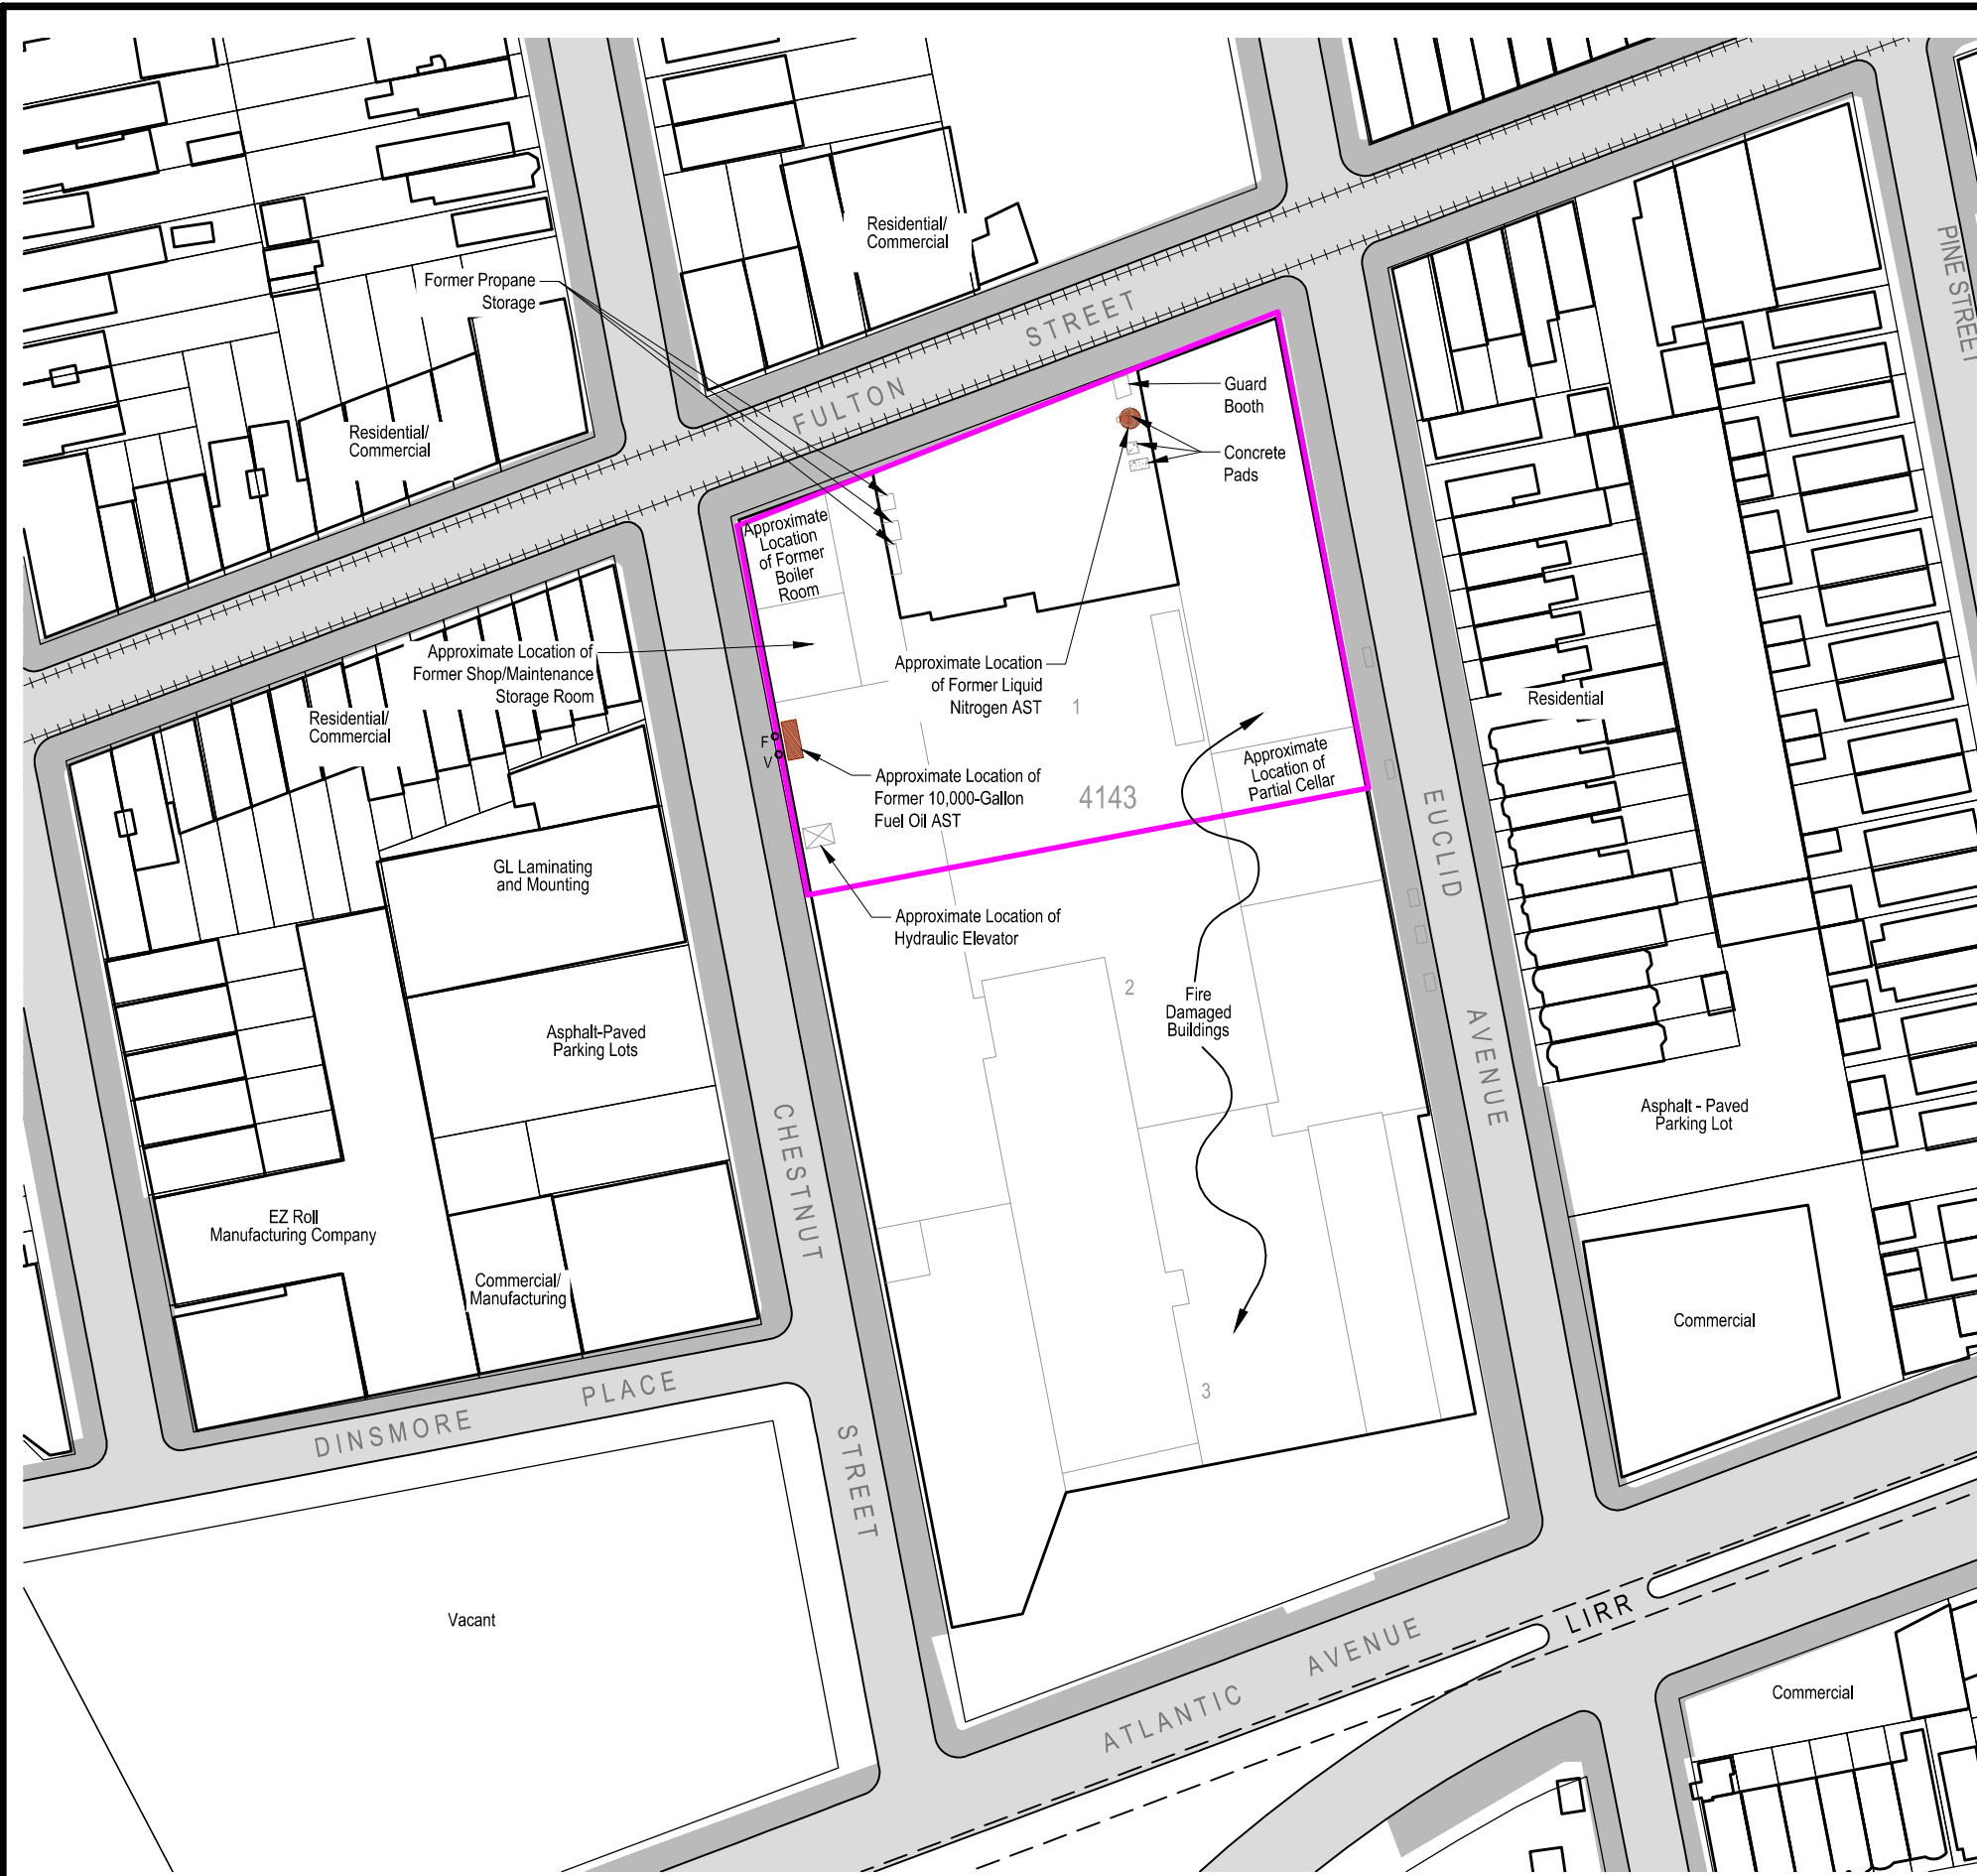 PINE STREET
Residential/
Commercial
Former Propane
Storage
FULTON STREET
Guard
Booth
Residential/
Commercial
Concrete
Pads
Approximate
Location
of Former
Boiler
Room
Approximate Location of
Former Shop/Maintenance
Storage Room
Approximate Location
of Former Liquid
Nitrogen AST
1
Residential
Residential/
Commercial
F
V
Approximate
Location of
Partial Cellar
Approximate Location of
Former 10,000-Gallon
Fuel Oil AST
4143
EUCLID AVENUE
GL Laminating
and Mounting
Approximate Location of
Hydraulic Elevator
2
Fire
Damaged
Buildings
Asphalt-Paved
Parking Lots
Asphalt - Paved
Parking Lot
CHESTNUT STREET
EZ Roll
Manufacturing Company
Commercial/
Manufacturing
Commercial
3
DINSMORE PLACE
Vacant
LIRR
ATLANTIC AVENUE
Commercial